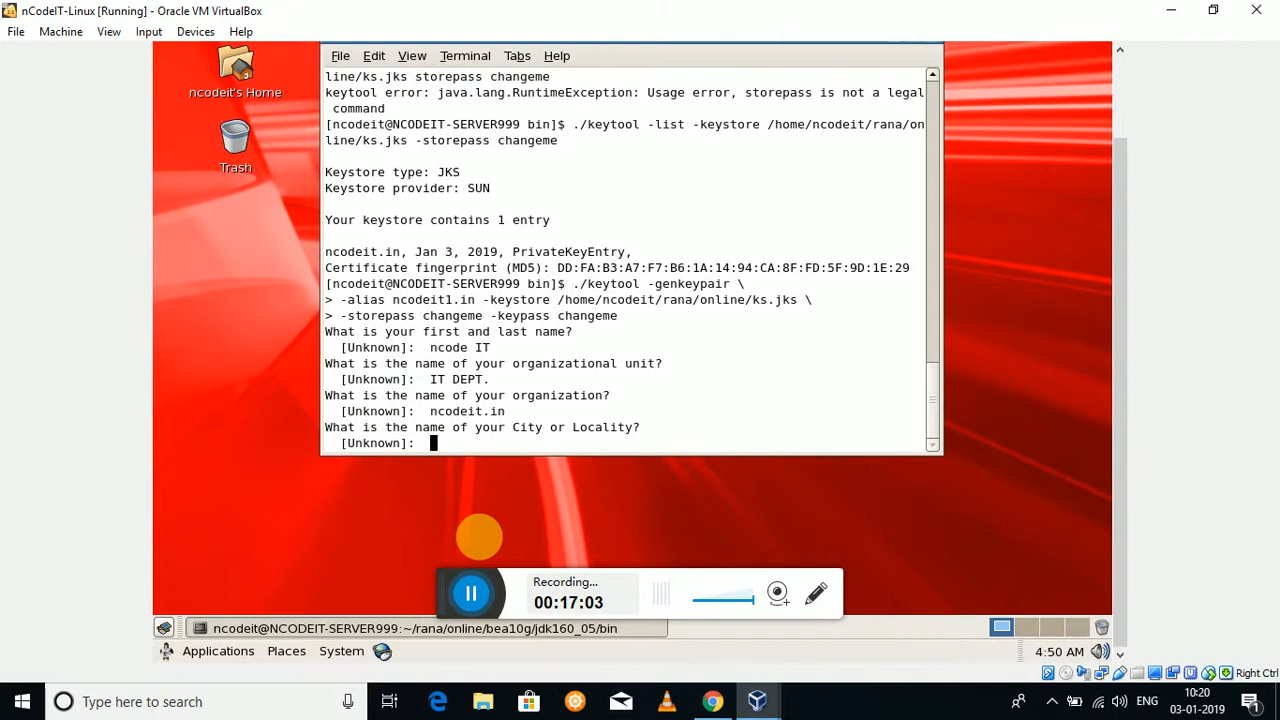 nCodeIT-Linux [Running] - Oracle VM VirtualBox
File Machine View Input Devices Help
ncodeit's Home
Trash
File Edit View Terminal Tabs Help
line/ks.jks storepass changeme
keytool error: java.lang.RuntimeException: Usage error, storepass is not a legal
command
[ncodeit@NCODEIT-SERVER999 bin]$ ./keytool -list -keystore /home/ncodeit/rana/on
line/ks.jks -storepass changeme
Keystore type: JKS
Keystore provider: SUN
Your keystore contains 1 entry
ncodeit.in, Jan 3, 2019, PrivateKeyEntry,
Certificate fingerprint (MD5): DD:FA:B3:A7:F7:B6:1A:14:94:CA:8F:FD:5F:9D:1E:29
[ncodeit@NCODEIT-SERVER999 bin]$ ./keytool -genkeypair \
> -alias ncodeit1.in -keystore /home/ncodeit/rana/online/ks.jks \
> -storepass changeme -keypass changeme
What is your first and last name?
[Unknown]: ncode IT
What is the name of your organizational unit?
[Unknown]: IT DEPT.
What is the name of your organization?
[Unknown]: ncodeit.in
What is the name of your City or Locality?
[Unknown]:
Recording...
00:17:03
ncodeit@NCODEIT-SERVER999:~/rana/online/bea10g/jdk160_05/bin
Applications Places System
4:50 AM
Right Ctrl
Type here to search
ENG
10:20
03-01-2019
1